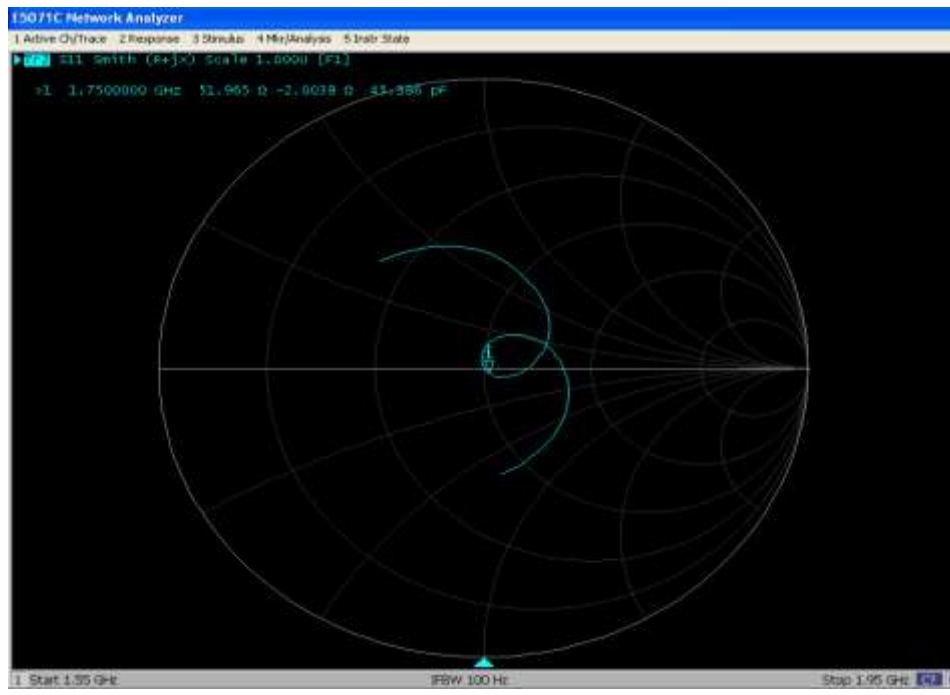 E5071C Network Analyzer
1 Active Ch/Trace 2 Response 3 Stimulus 4 Mkr/Analysis 5 Instr State
S11 Smith (R+jX) Scale 1.000U [F1]
>1 1.7500000 GHz 51.965 Ω -2.0038 Ω pF
1
1 Start 1.55 GHz IFBW 100 Hz Stop 1.95 GHz